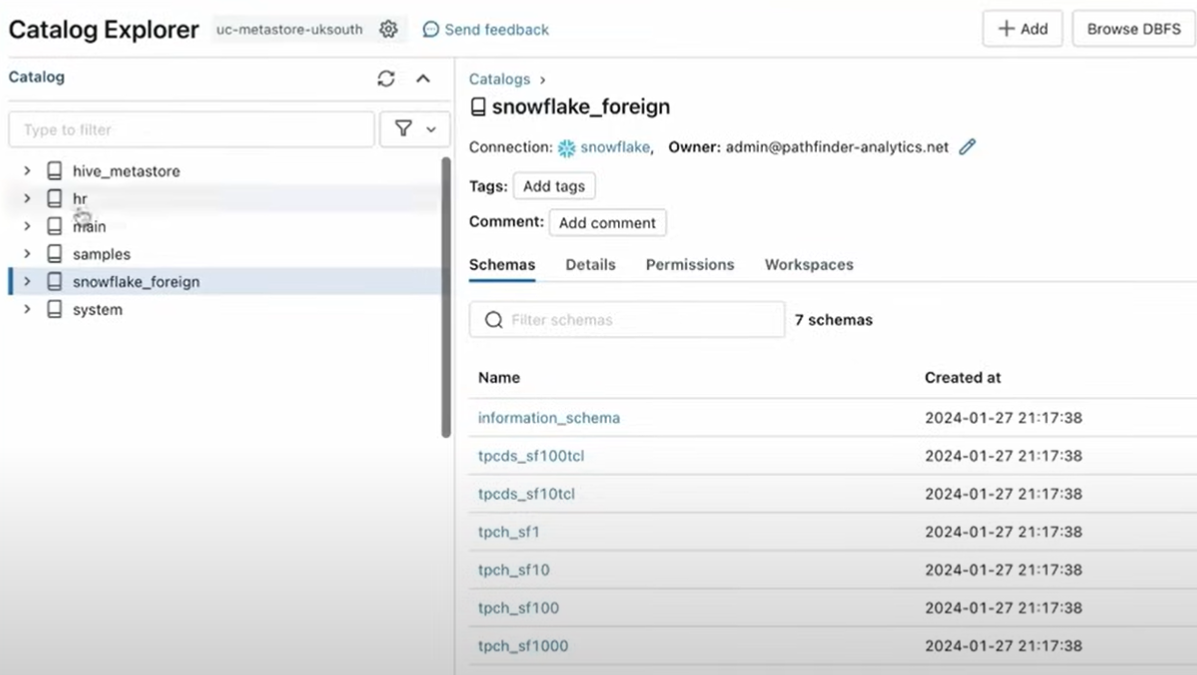 Catalog Explorer uc-metastore-uksouth Send feedback + Add Browse DBFS
Catalog
Type to filter
hive_metastore
hr
main
samples
snowflake_foreign
system
Catalogs >
snowflake_foreign
Connection: snowflake, Owner: admin@pathfinder-analytics.net
Tags: Add tags
Comment: Add comment
Schemas Details Permissions Workspaces
Filter schemas 7 schemas
Name Created at
information_schema 2024-01-27 21:17:38
tpcds_sf100tcl 2024-01-27 21:17:38
tpcds_sf10tcl 2024-01-27 21:17:38
tpch_sf1 2024-01-27 21:17:38
tpch_sf10 2024-01-27 21:17:38
tpch_sf100 2024-01-27 21:17:38
tpch_sf1000 2024-01-27 21:17:38